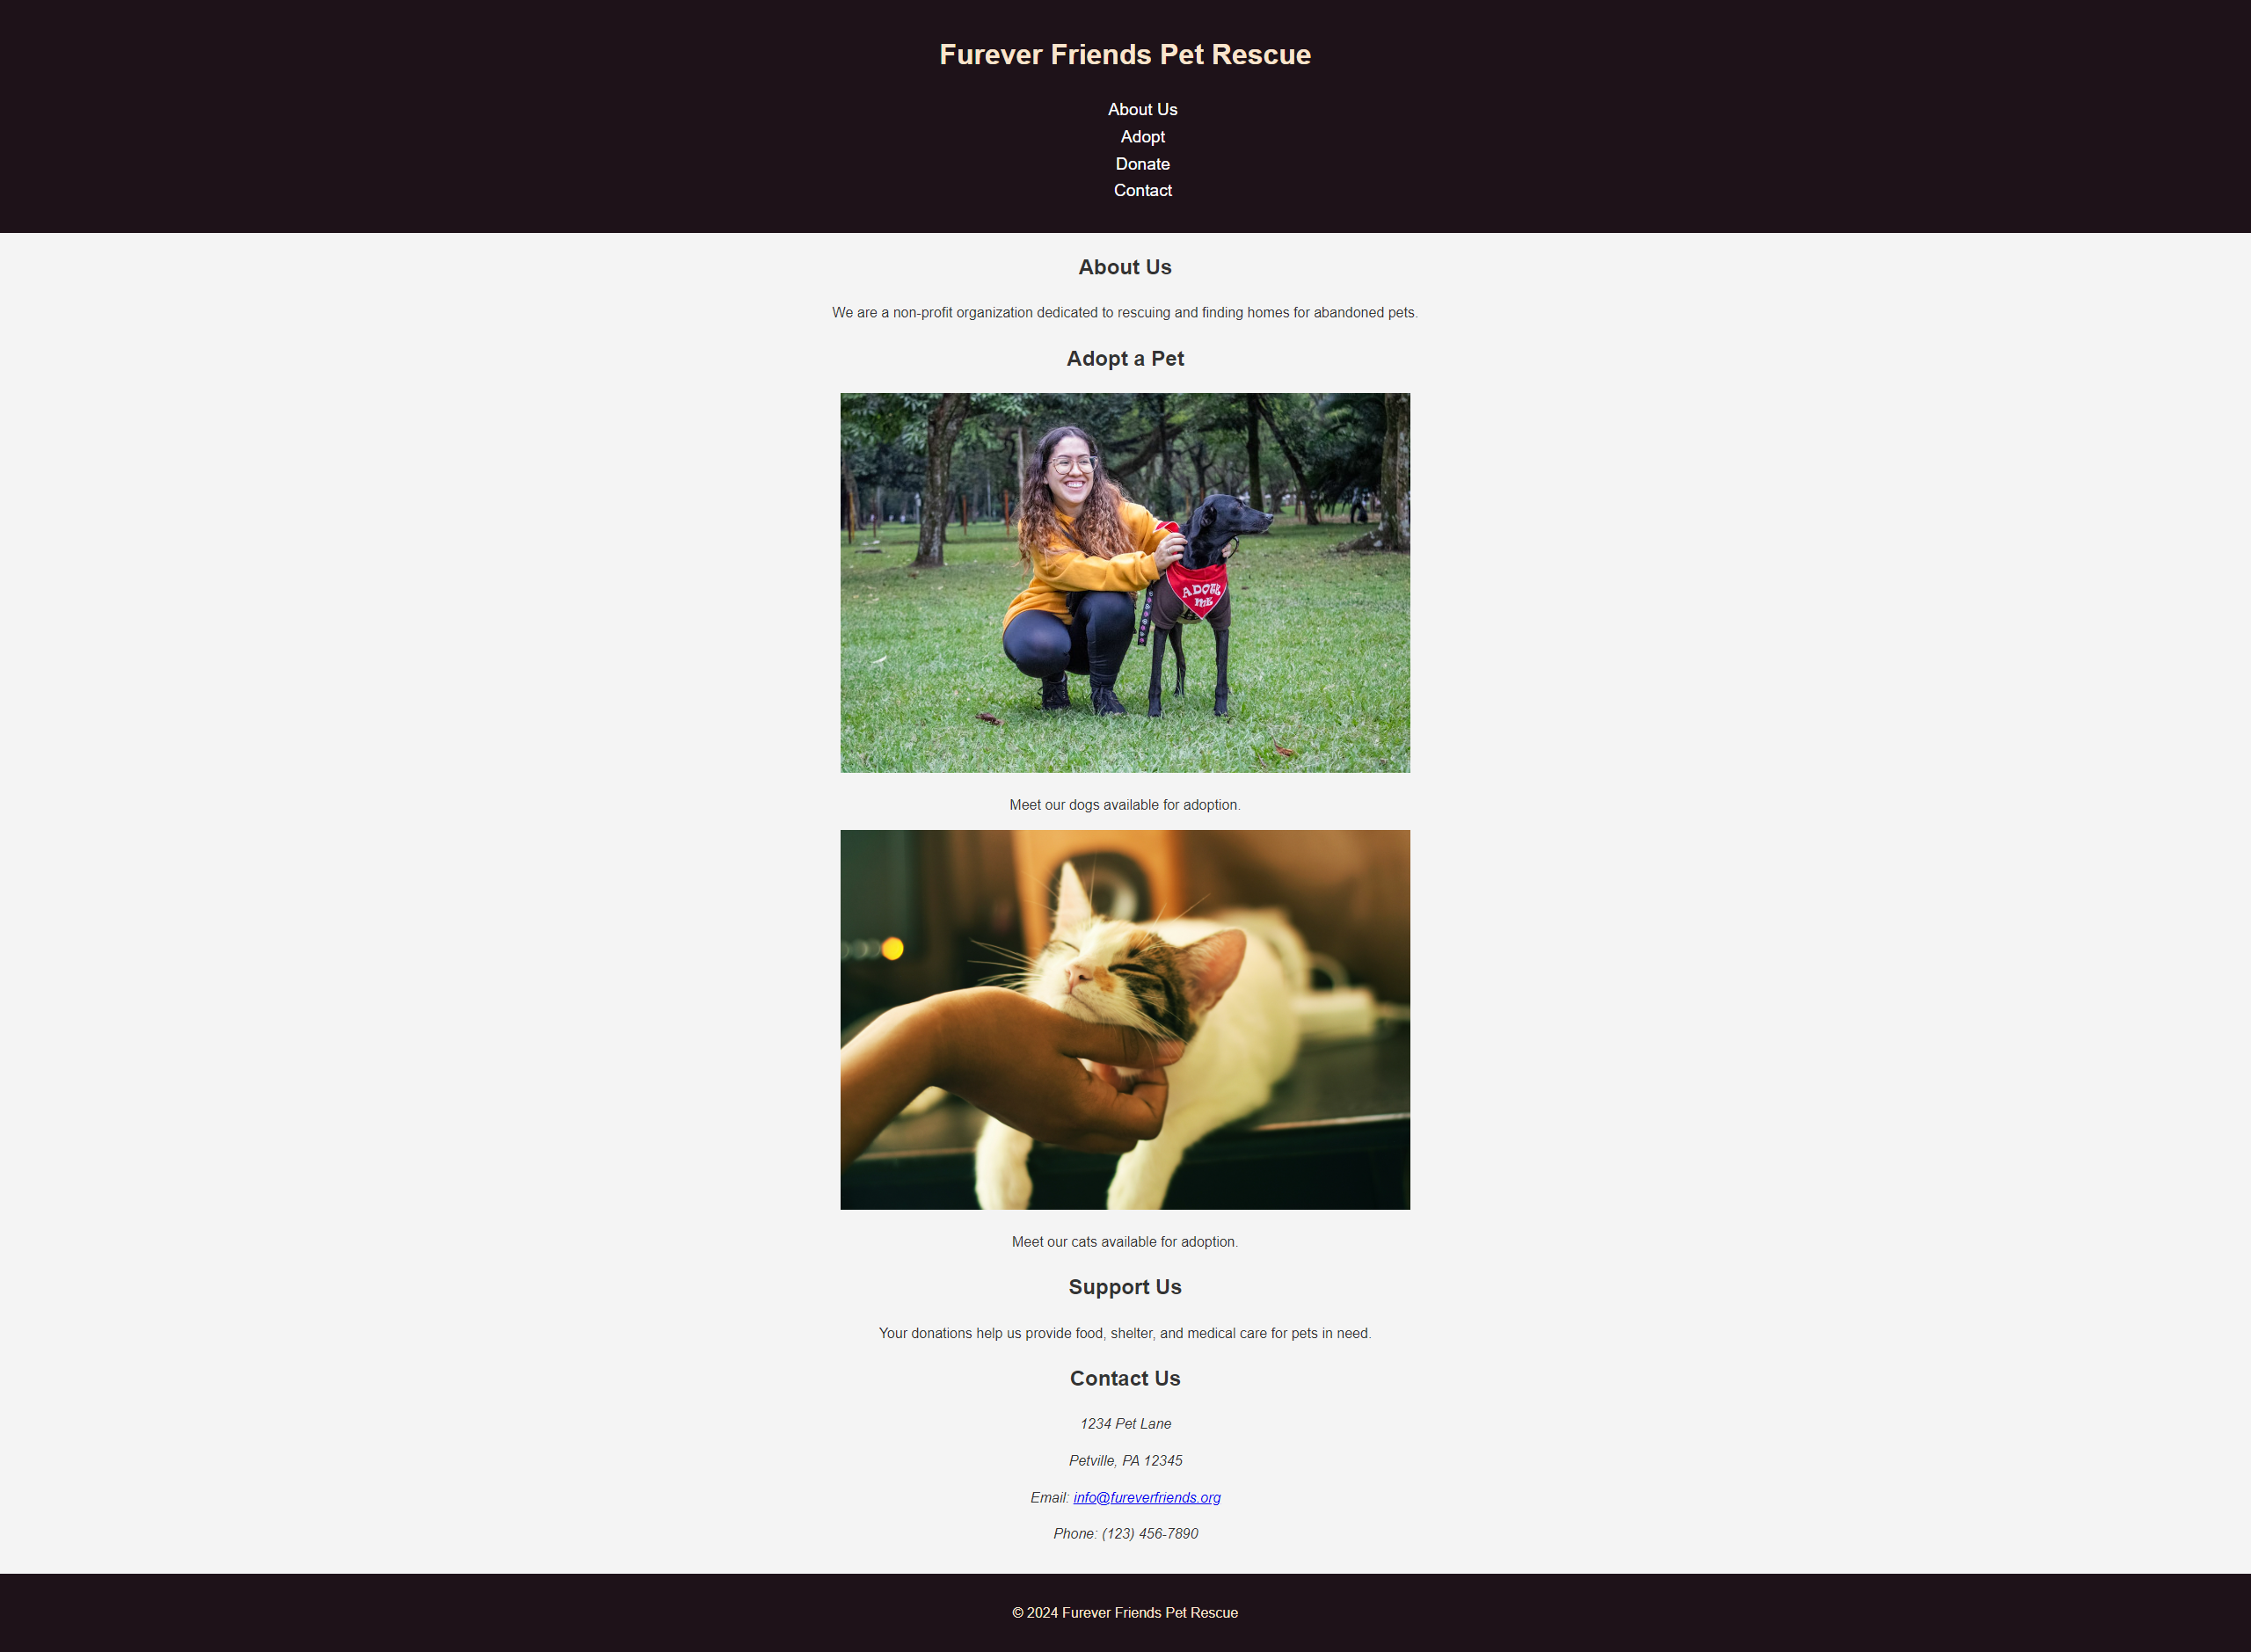 Furever Friends Pet Rescue
About Us
Adopt
Donate
Contact
About Us
We are a non-profit organization dedicated to rescuing and finding homes for abandoned pets.
Adopt a Pet
ADOPT
ME
Meet our dogs available for adoption.
Meet our cats available for adoption.
Support Us
Your donations help us provide food, shelter, and medical care for pets in need.
Contact Us
1234 Pet Lane
Petville, PA 12345
Email: info@fureverfriends.org
Phone: (123) 456-7890
© 2024 Furever Friends Pet Rescue